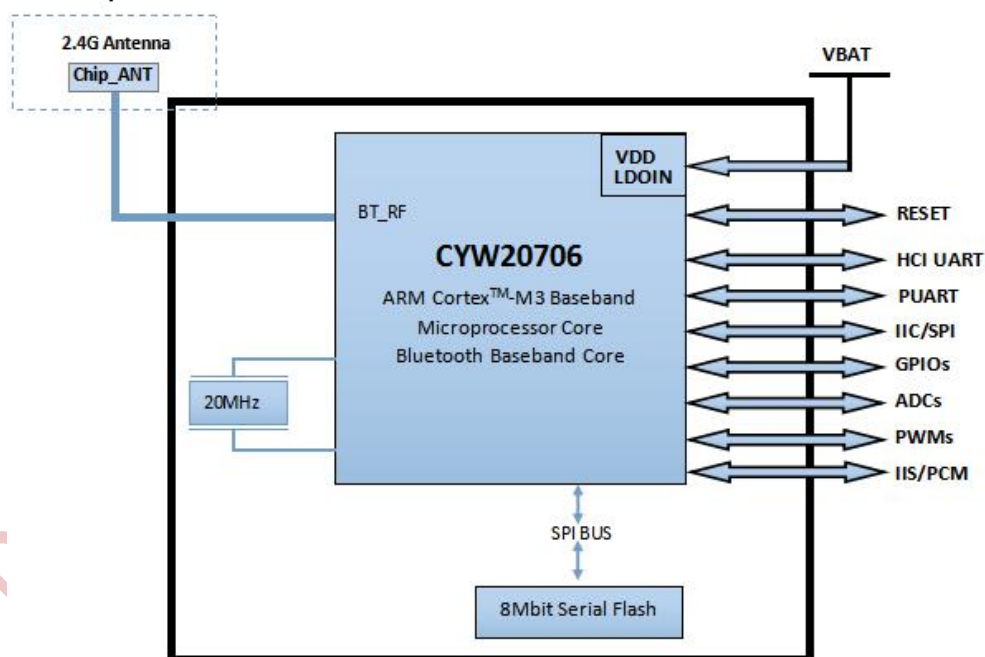 2.4G Antenna
Chip_ANT
VBAT
VDD
LDOIN
BT_RF
RESET
CYW20706
HCI UART
ARM Cortex™-M3 Baseband
PUART
Microprocessor Core
IIC/SPI
Bluetooth Baseband Core
GPIOs
20MHz
ADCs
PWMs
IIS/PCM
SPI BUS
8Mbit Serial Flash